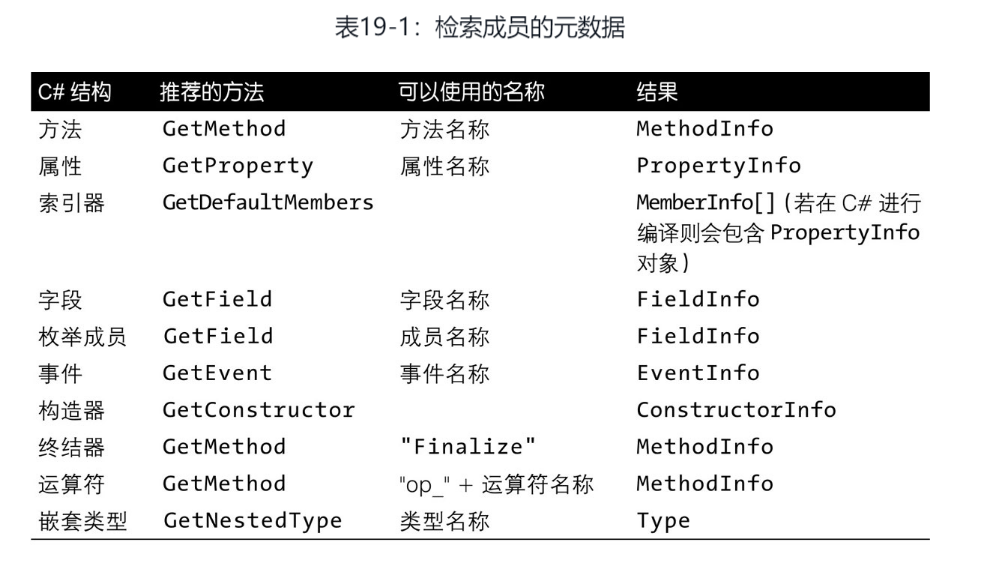 表19-1：检索成员的元数据
C# 结构 推荐的方法 可以使用的名称 结果
方法 GetMethod 方法名称 MethodInfo
属性 GetProperty 属性名称 PropertyInfo
索引器 GetDefaultMembers MemberInfo[] (若在 C# 进行
编译则会包含 PropertyInfo
对象)
字段 GetField 字段名称 FieldInfo
枚举成员 GetField 成员名称 FieldInfo
事件 GetEvent 事件名称 EventInfo
构造器 GetConstructor ConstructorInfo
终结器 GetMethod "Finalize" MethodInfo
运算符 GetMethod "op_" + 运算符名称 MethodInfo
嵌套类型 GetNestedType 类型名称 Type